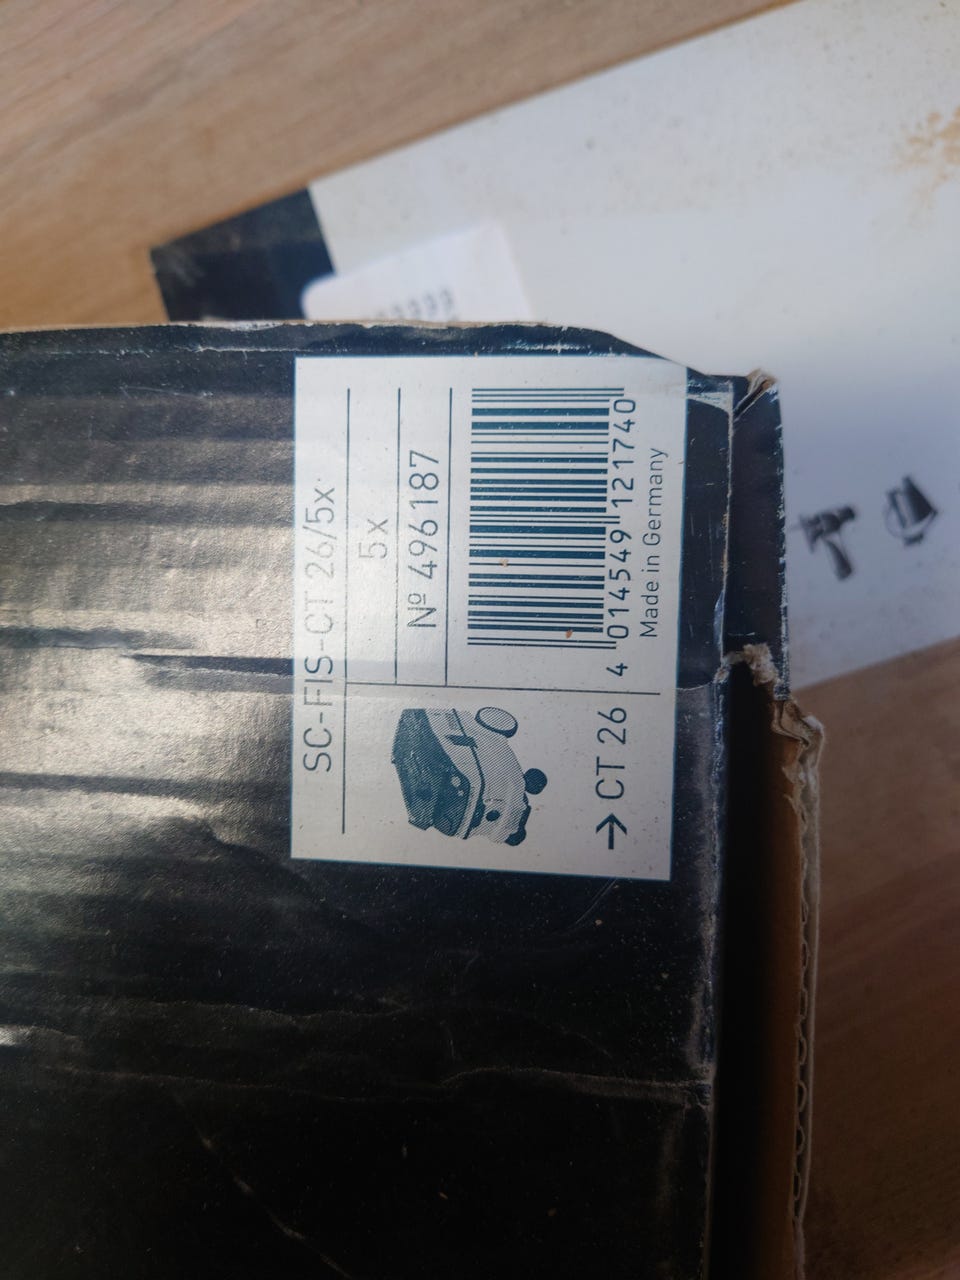 SC-FIS-CT 26/5x
5x
Nº 496187
4 014549 121740
Made in Germany
→ CT 26